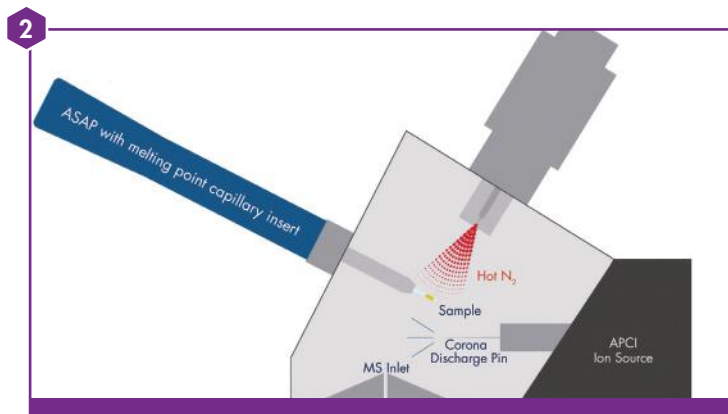 2
ASAP with melting point capillary insert
Hot N₂
Sample
Corona
Discharge Pin
MS Inlet
APCI
Ion Source